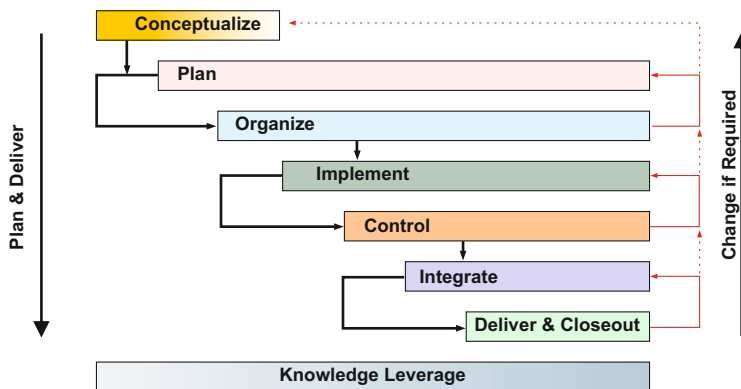 Conceptualize
Plan
Organize
Implement
Control
Integrate
Deliver & Closeout
Knowledge Leverage
Plan & Deliver
Change if Required